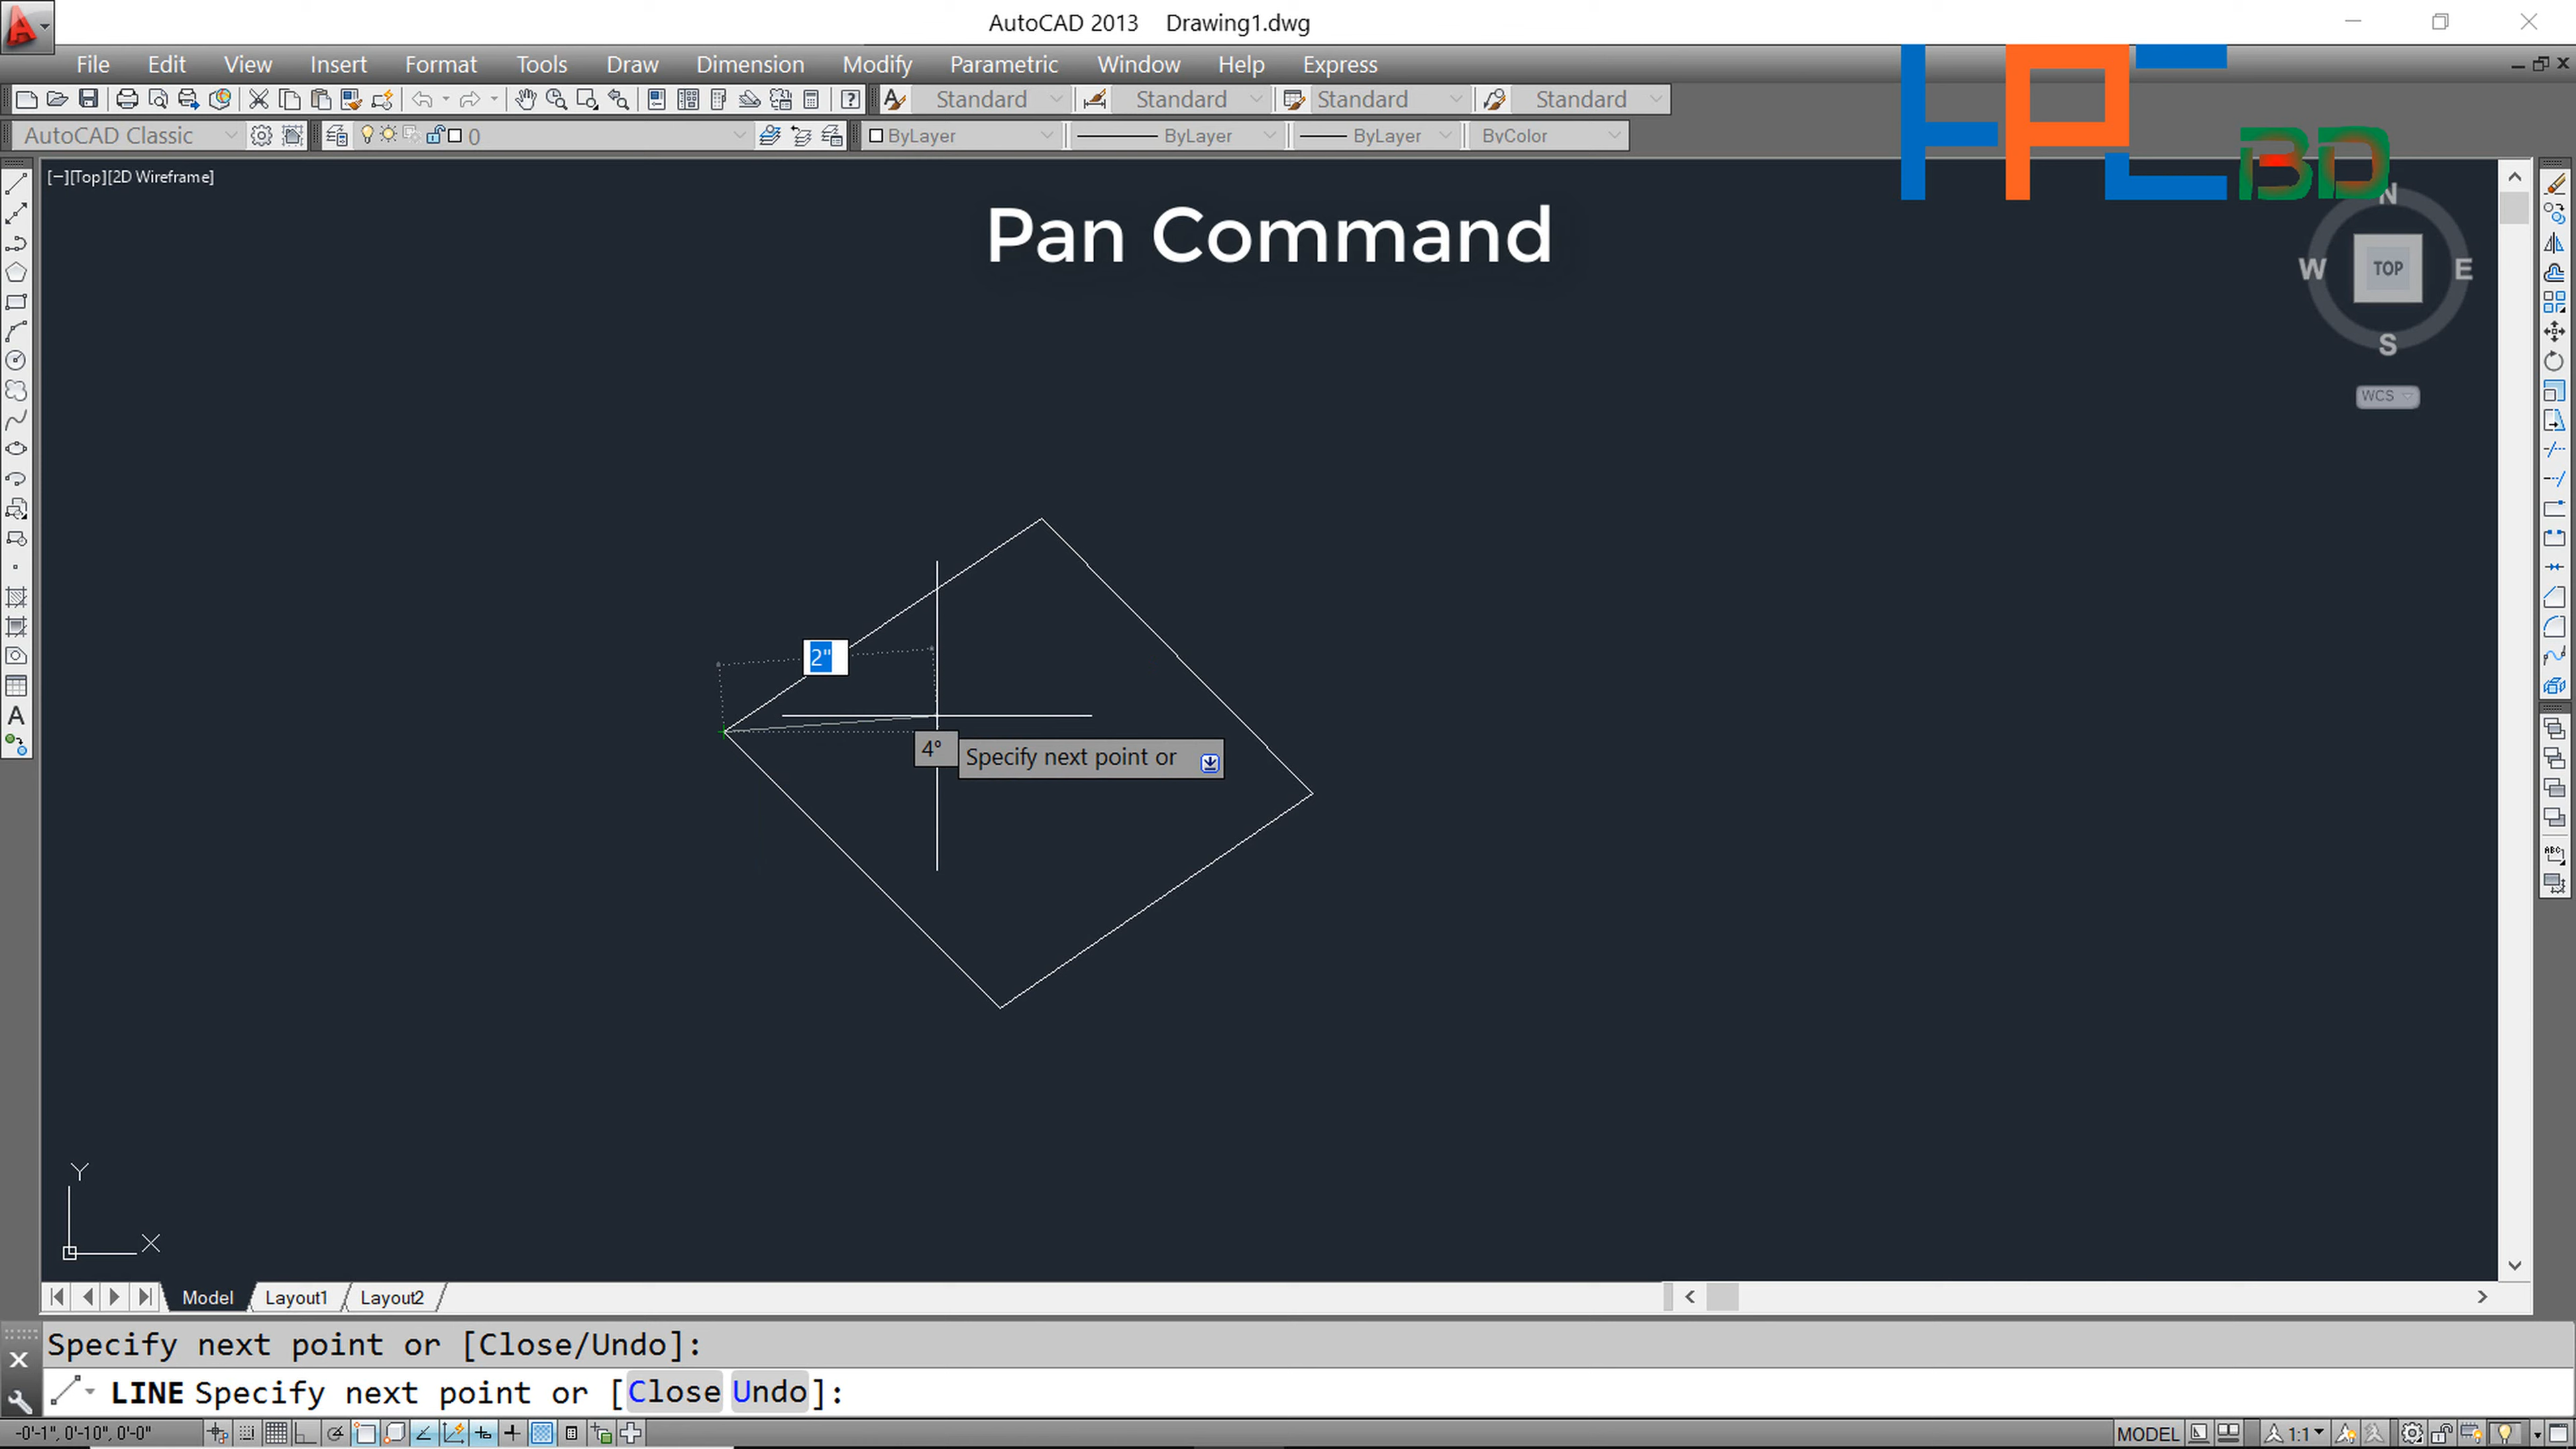 AutoCAD 2013 Drawing1.dwg
File Edit View Insert Format Tools Draw Dimension Modify Parametric Window Help Express
Standard Standard Standard Standard
AutoCAD Classic 0 ByLayer ByLayer ByLayer ByColor
BD
[−][Top][2D Wireframe]
Pan Command
N
W TOP E
S
WCS
2"
4°
Specify next point or
A
ABC
Y
X
Model Layout1 Layout2
Specify next point or [Close/Undo]:
LINE Specify next point or [Close Undo]:
-0'-1", 0'-10", 0'-0" MODEL 1:1